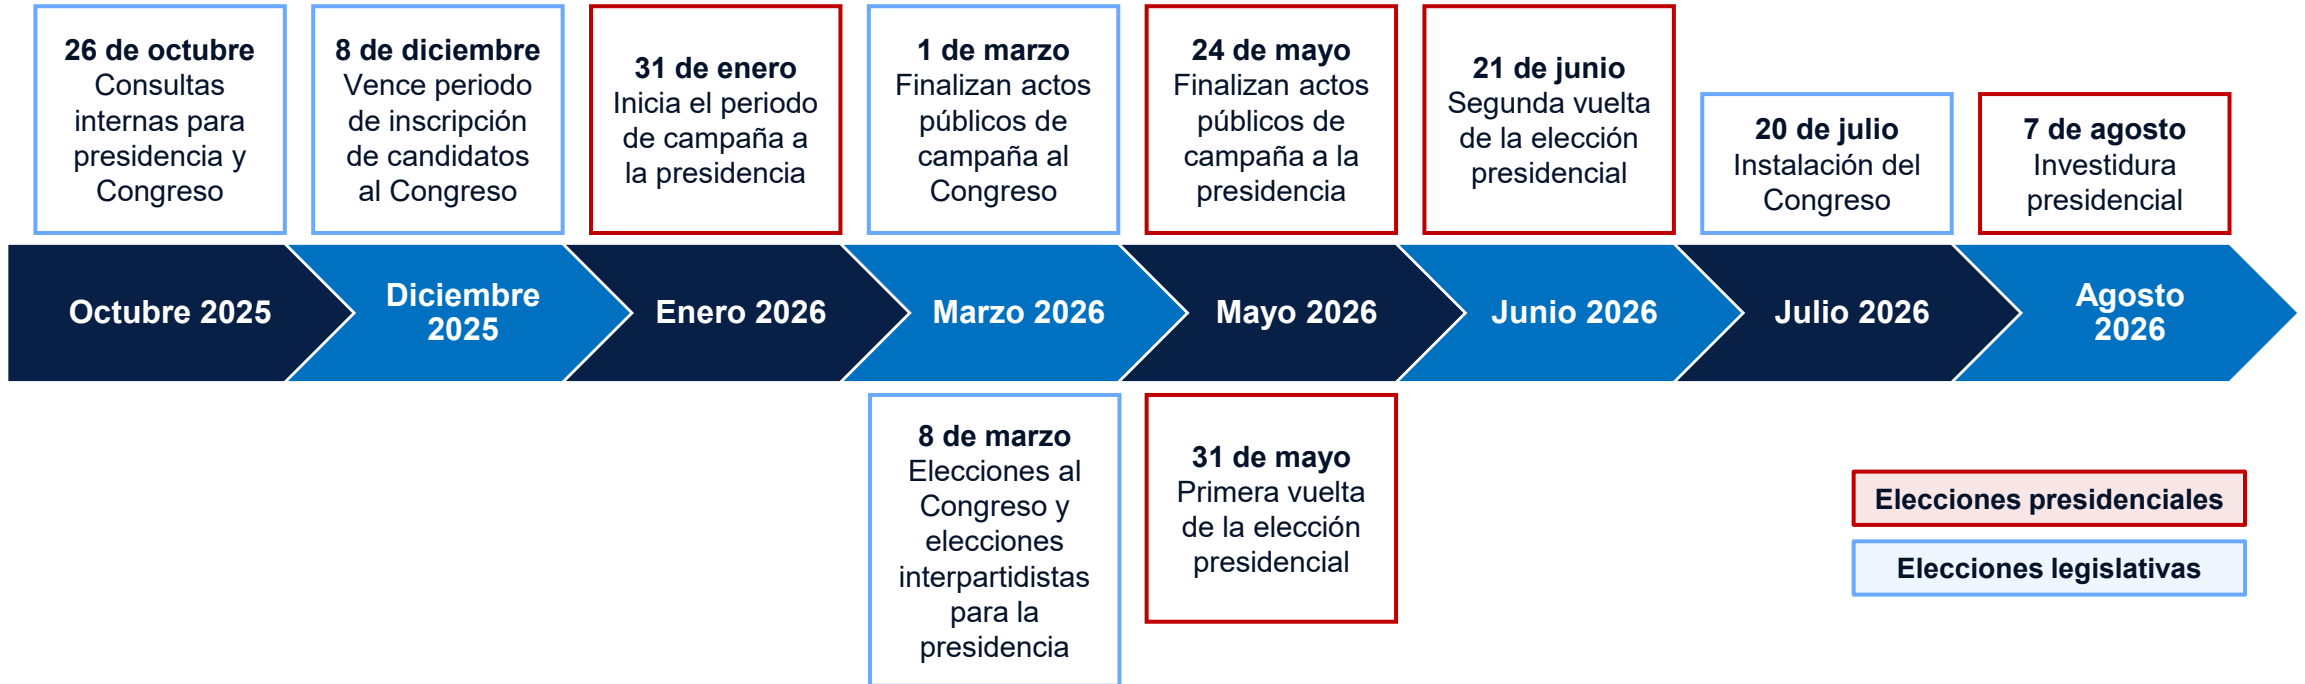 26 de octubre
Consultas
internas para
presidencia y
Congreso
8 de diciembre
Vence periodo
de inscripción
de candidatos
al Congreso
31 de enero
Inicia el periodo
de campaña a
la presidencia
1 de marzo
Finalizan actos
públicos de
campaña al
Congreso
24 de mayo
Finalizan actos
públicos de
campaña a la
presidencia
21 de junio
Segunda vuelta
de la elección
presidencial
20 de julio
Instalación del
Congreso
7 de agosto
Investidura
presidencial
Octubre 2025
Diciembre
2025
Enero 2026
Marzo 2026
Mayo 2026
Junio 2026
Julio 2026
Agosto
2026
8 de marzo
Elecciones al
Congreso y
elecciones
interpartidistas
para la
presidencia
31 de mayo
Primera vuelta
de la elección
presidencial
Elecciones presidenciales
Elecciones legislativas